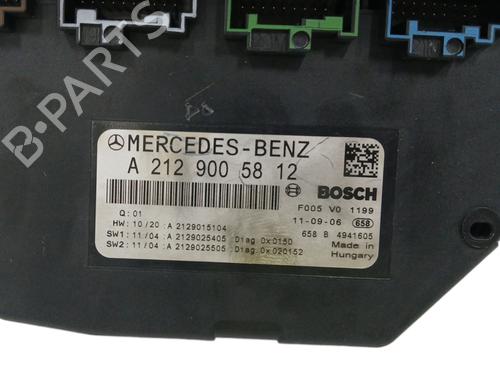 MERCEDES-BENZ
A 212 900 58 12
BOSCH
F005 V0 1199
Q: 01
11-09-06 658
HW: 10/20 :A 2129015104
SW1: 11/04 :A 2129025405 :Diag:0x0150
658 B 4941605
SW2: 11/04 :A 2129025505 :Diag:0x020152
Made in
Hungary
B-PARTS